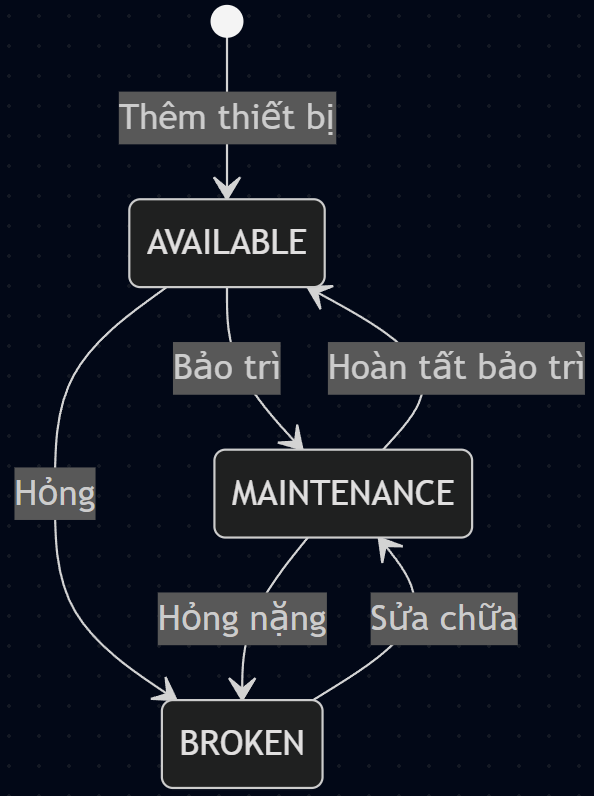 Thêm thiết bị
AVAILABLE
Bảo trì
Hoàn tất bảo trì
MAINTENANCE
Hỏng
Hỏng nặng
Sửa chữa
BROKEN